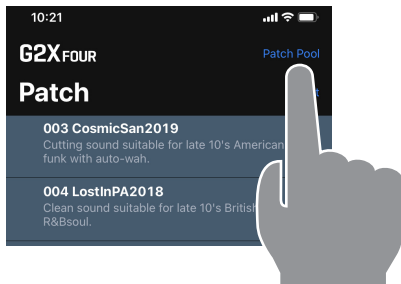 10:21
G2X FOUR
Patch Pool
Patch
003 CosmicSan2019
Cutting sound suitable for late 10's American
funk with auto-wah.
004 LostInPA2018
Clean sound suitable for late 10's British
R&Bsoul.